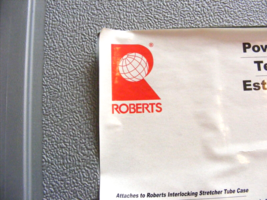 Pow
Te
Est
ROBERTS
Attaches to Roberts Interlocking Stretcher Tube Case